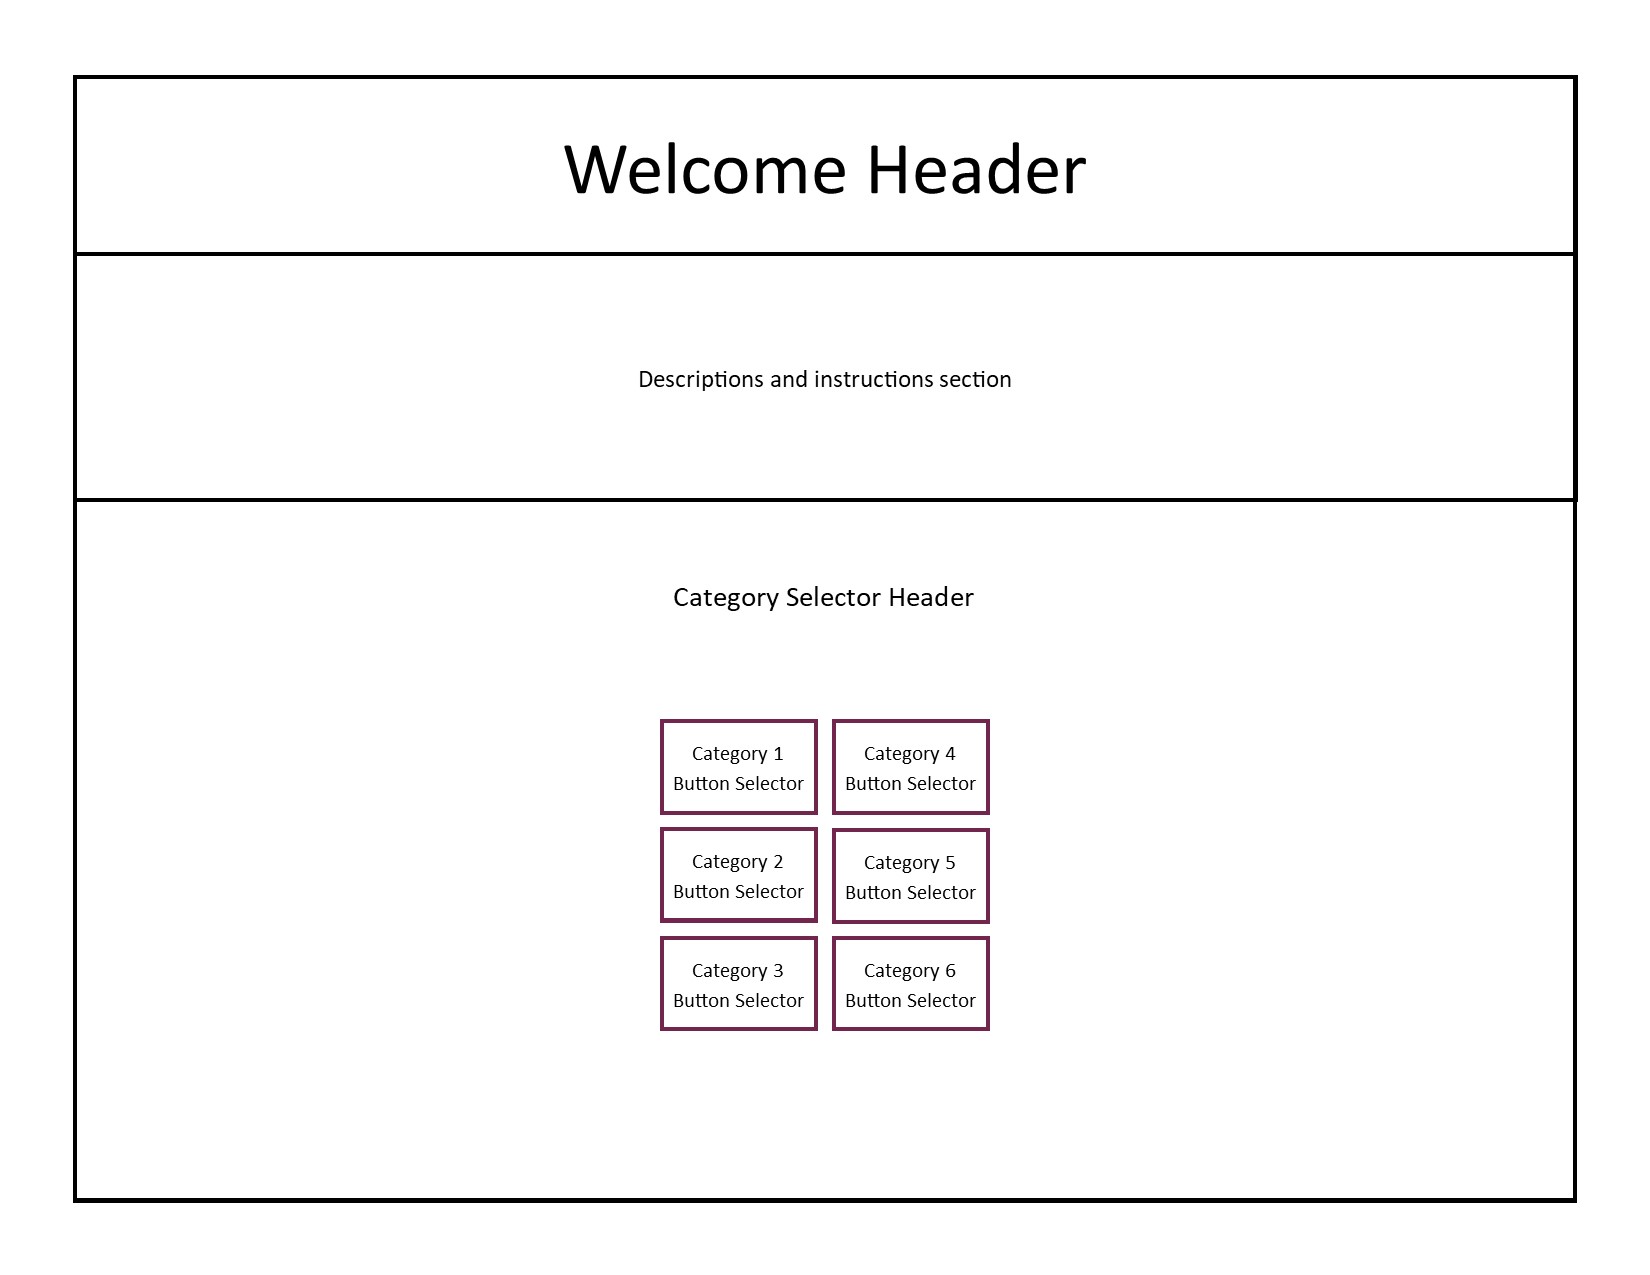 Welcome Header
Descriptions and instructions section
Category Selector Header
Category 1
Button Selector
Category 4
Button Selector
Category 2
Button Selector
Category 5
Button Selector
Category 3
Button Selector
Category 6
Button Selector